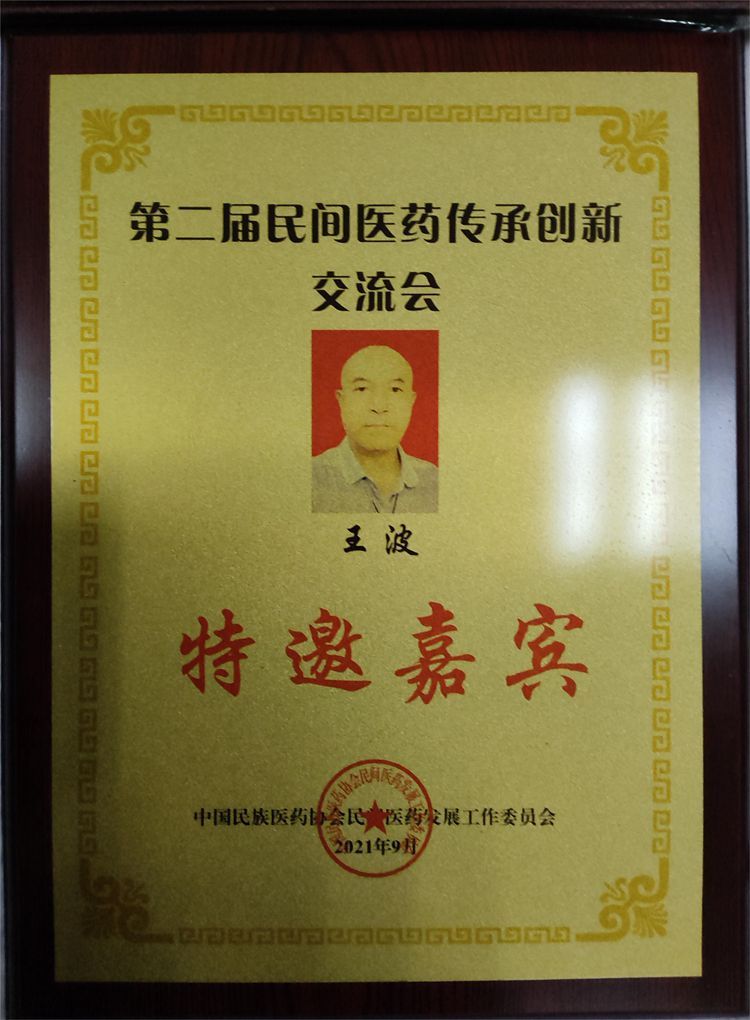 第二届民间医药传承创新
交流会
王波
特邀嘉宾
中国民族医药协会民间医药发展工作委员会
2021年9月